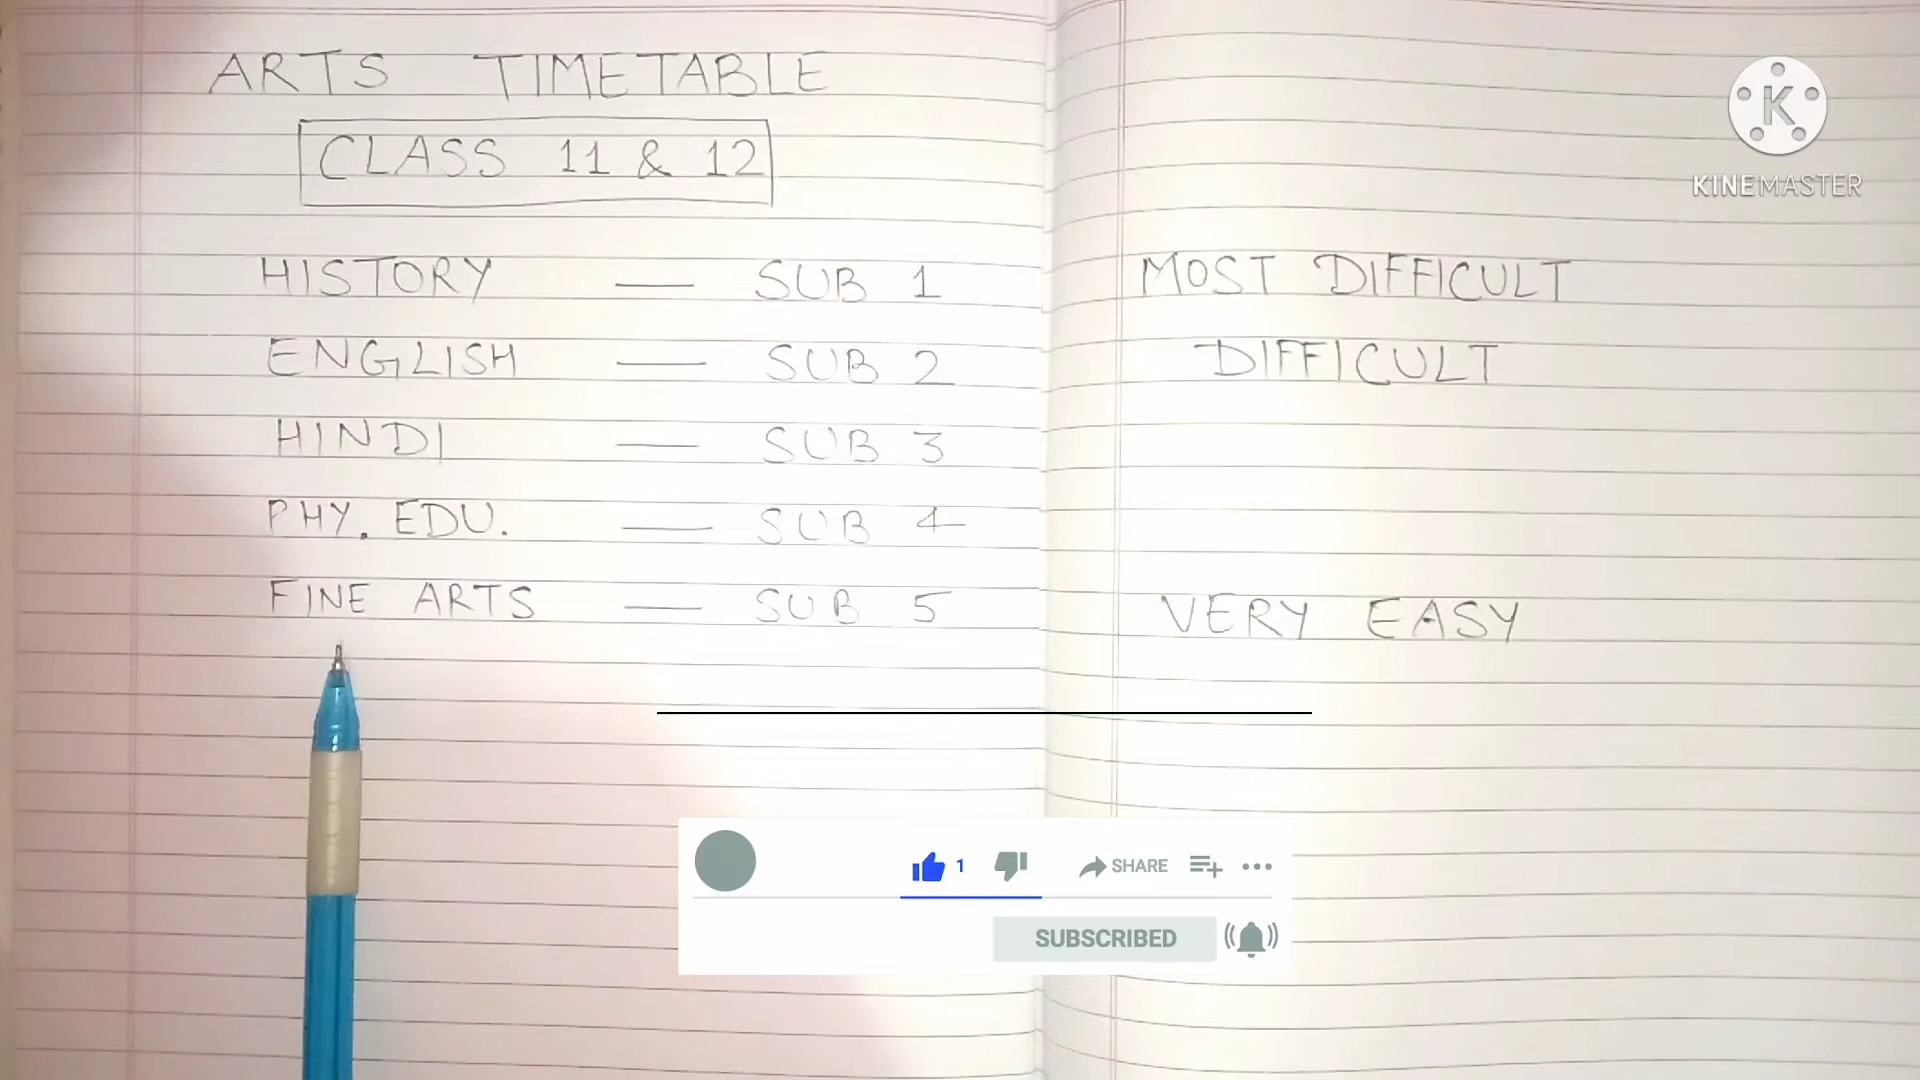 ARTS TIMETABLE
CLASS 11 & 12
HISTORY — SUB 1 MOST DIFFICULT
ENGLISH — SUB 2 DIFFICULT
HINDI — SUB 3
PHY. EDU. — SUB 4
FINE ARTS — SUB 5 VERY EASY
K
KINEMASTER
1 SHARE
SUBSCRIBED